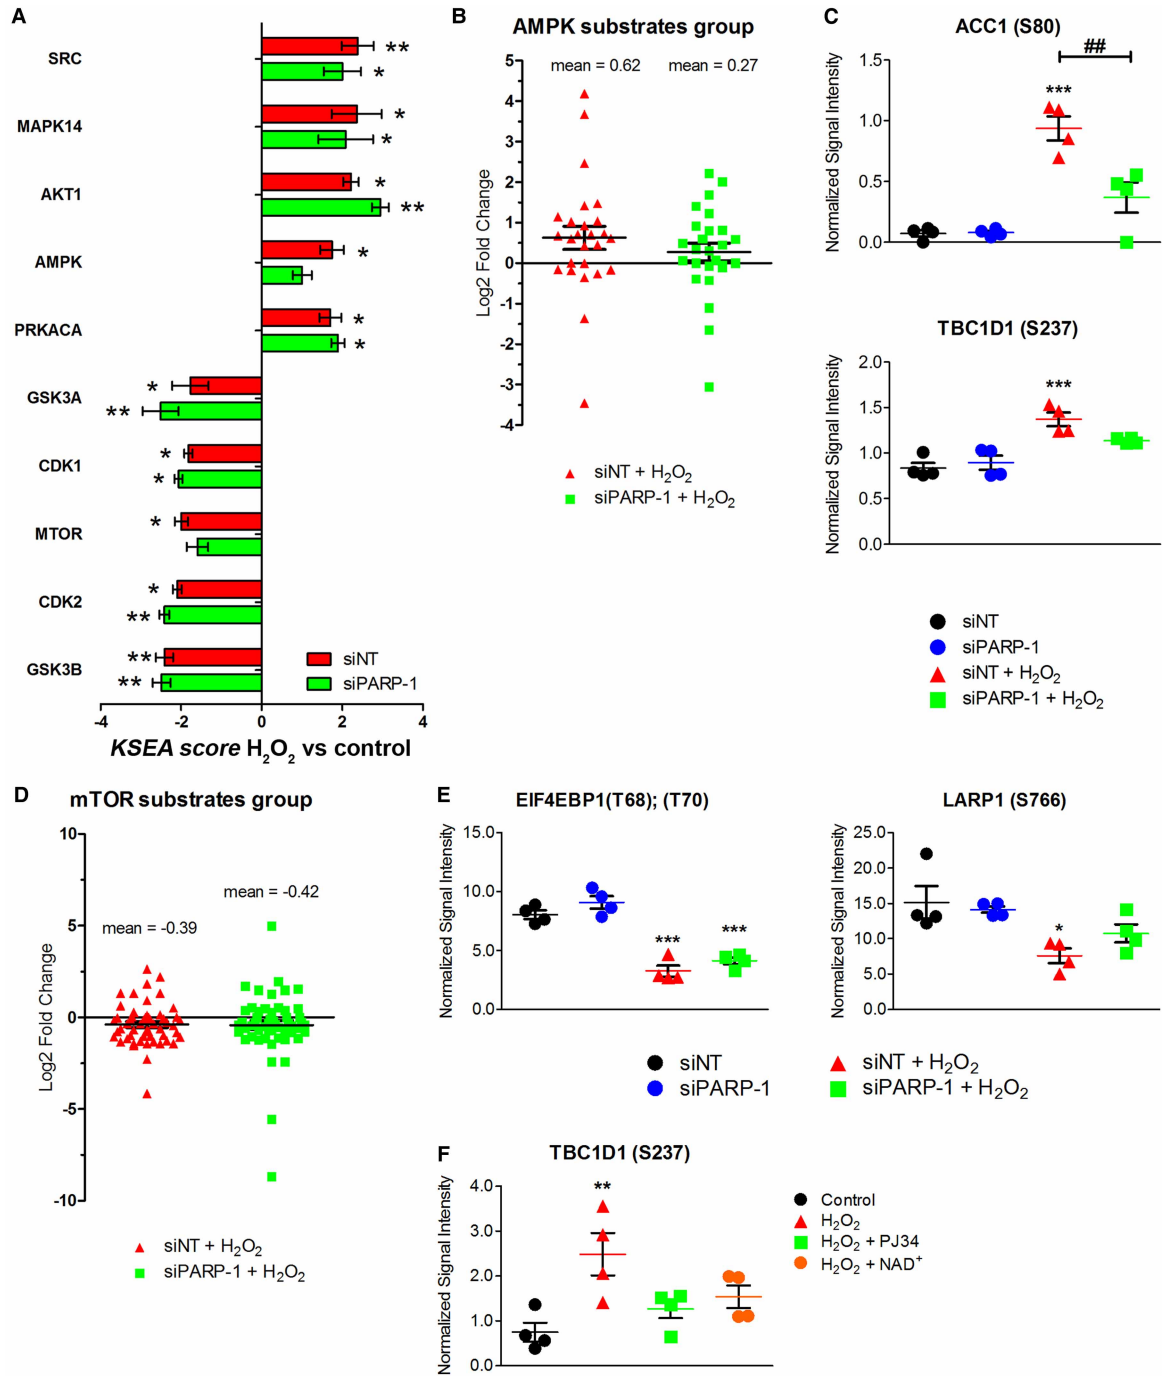 A
SRC
MAPK14
AKT1
AMPK
PRKACA
GSK3A
CDK1
MTOR
CDK2
GSK3B
** 
*
*
*
*
**
*
*
*
*
**
*
*
*
*
**
**
**
siNT
siPARP-1
-4 -2 0 2 4
KSEA score H₂O₂ vs control
B
AMPK substrates group
mean = 0.62 mean = 0.27
Log2 Fold Change
5
4
3
2
1
0
-1
-2
-3
-4
siNT + H₂O₂
siPARP-1 + H₂O₂
C
ACC1 (S80)
##
***
Normalized Signal Intensity
1.5
1.0
0.5
0.0
TBC1D1 (S237)
***
Normalized Signal Intensity
2.0
1.5
1.0
0.5
0.0
siNT
siPARP-1
siNT + H₂O₂
siPARP-1 + H₂O₂
D
mTOR substrates group
mean = -0.42
mean = -0.39
Log2 Fold Change
10
5
0
-5
-10
siNT + H₂O₂
siPARP-1 + H₂O₂
E
EIF4EBP1(T68); (T70)
Normalized Signal Intensity
15.0
10.0
5.0
0.0
*** ***
LARP1 (S766)
Normalized Signal Intensity
25.0
20.0
15.0
10.0
5.0
0.0
*
siNT
siPARP-1
siNT + H₂O₂
siPARP-1 + H₂O₂
F
TBC1D1 (S237)
**
Normalized Signal Intensity
4.0
3.0
2.0
1.0
0.0
Control
H₂O₂
H₂O₂ + PJ34
H₂O₂ + NAD⁺